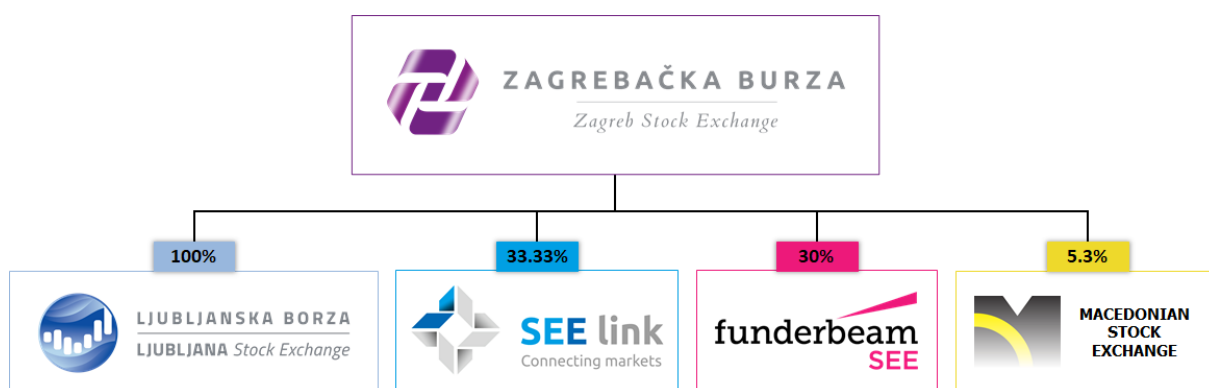 ZAGREBAČKA BURZA
Zagreb Stock Exchange
100%
33.33%
30%
5.3%
LJUBLJANSKA BORZA
LJUBLJANA Stock Exchange
SEE link
Connecting markets
funderbeam
SEE
MACEDONIAN
STOCK
EXCHANGE